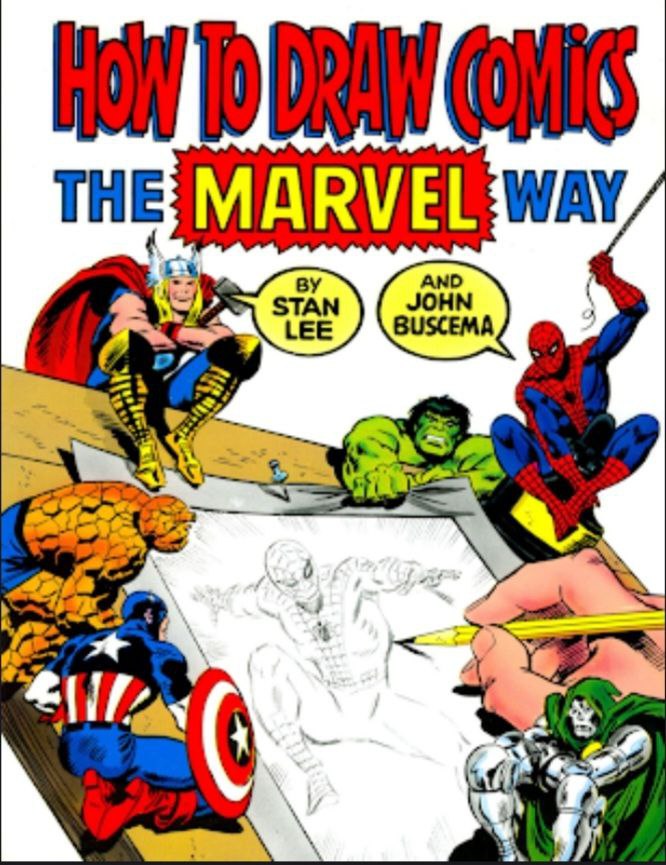 HOW TO DRAW COMICS
THE MARVEL WAY
BY
STAN
LEE
AND
JOHN
BUSCEMA